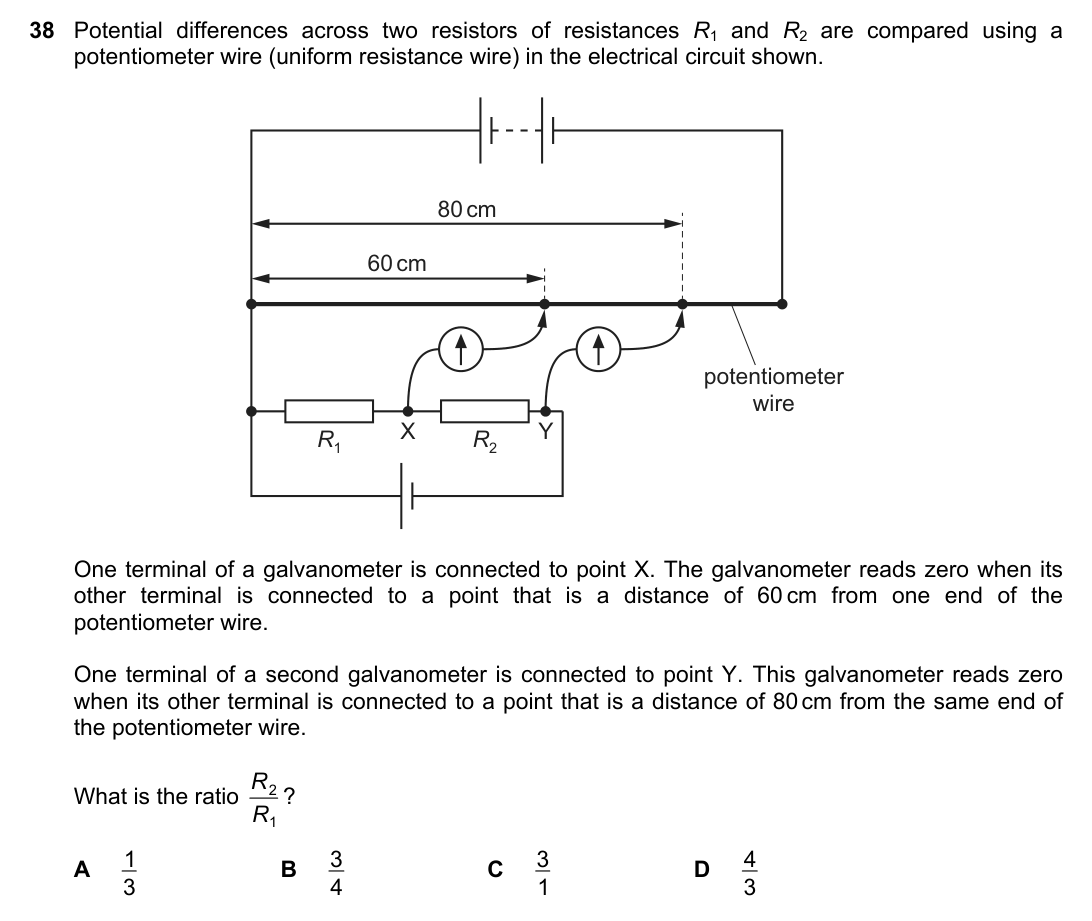 38 Potential differences across two resistors of resistances R₁ and R₂ are compared using a
potentiometer wire (uniform resistance wire) in the electrical circuit shown.
80 cm
60 cm
potentiometer
wire
X
Y
R₁
R₂
One terminal of a galvanometer is connected to point X. The galvanometer reads zero when its
other terminal is connected to a point that is a distance of 60 cm from one end of the
potentiometer wire.
One terminal of a second galvanometer is connected to point Y. This galvanometer reads zero
when its other terminal is connected to a point that is a distance of 80 cm from the same end of
the potentiometer wire.
What is the ratio R₂/R₁?
A 1/3 B 3/4 C 3/1 D 4/3